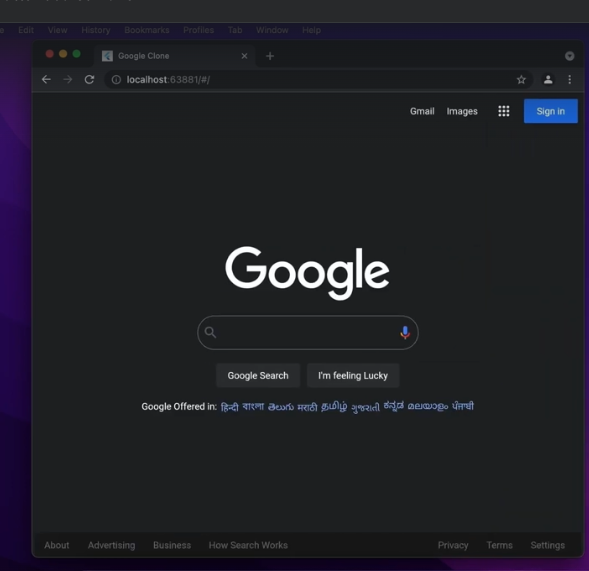 Edit View History Bookmarks Profiles Tab Window Help
Google Clone
localhost:63881/#/
Gmail Images Sign in
Google
Google Search I'm feeling Lucky
Google Offered in: हिन्दी বাংলা తెలుగు मराठी தமிழ் ગુજરાતી ಕನ್ನಡ മലയാളം ਪੰਜਾਬੀ
About Advertising Business How Search Works Privacy Terms Settings